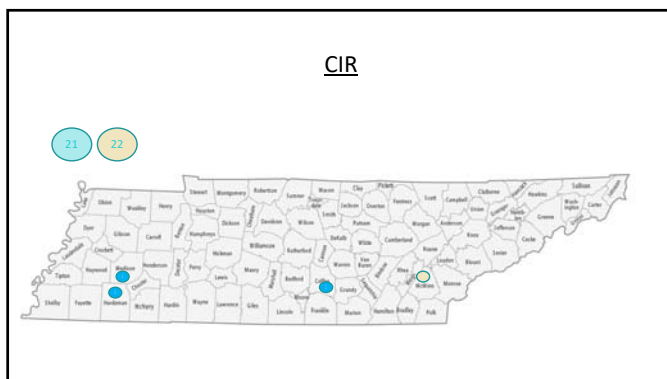 CIR
21 22
Lake Obion Weakley Henry Stewart Montgomery Robertson Sumner Macon Clay Pickett Scott Campbell Claiborne Hancock Hawkins Sullivan Johnson
Dyer Gibson Carroll Benton Houston Humphreys Dickson Cheatham Davidson Wilson Smith Jackson Overton Fentress Morgan Anderson Union Grainger Greene Carter
Lauderdale Crockett Williamson Rutherford DeKalb White Putnam Cumberland Roane Knox Jefferson Cocke
Tipton Haywood Madison Henderson Decatur Perry Hickman Maury Cannon Warren Van Buren Bledsoe Rhea Meigs Loudon Blount Sevier
Shelby Fayette Hardeman Chester McNairy Hardin Wayne Lewis Lawrence Giles Marshall Bedford Moore Lincoln Coffee Franklin Grundy Marion Hamilton Bradley McMinn Polk Monroe